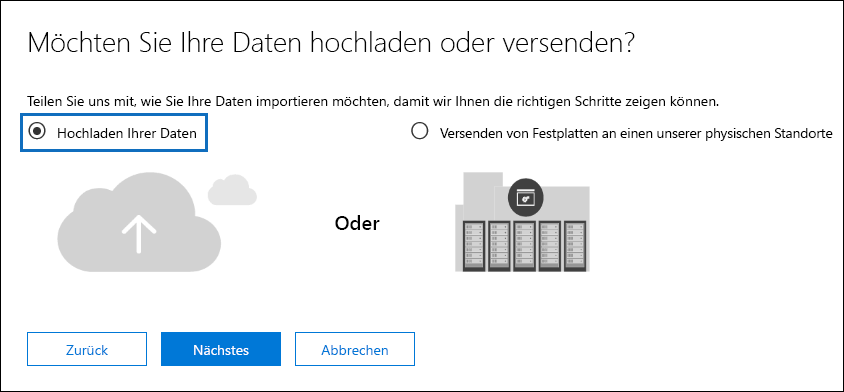 Möchten Sie Ihre Daten hochladen oder versenden?
Teilen Sie uns mit, wie Sie Ihre Daten importieren möchten, damit wir Ihnen die richtigen Schritte zeigen können.
Hochladen Ihrer Daten
Versenden von Festplatten an einen unserer physischen Standorte
Oder
Zurück
Nächstes
Abbrechen